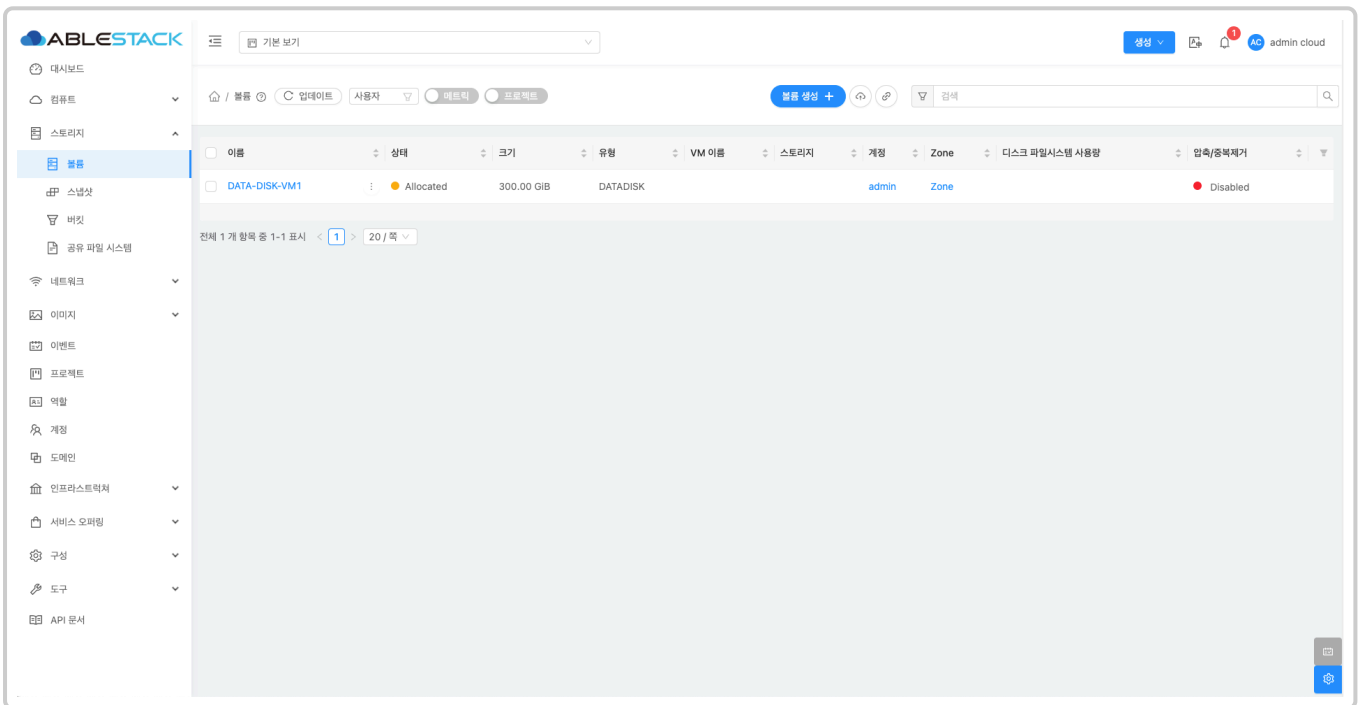 ABLESTACK
기본 보기
생성
1
AC
admin cloud
대시보드
컴퓨트
스토리지
볼륨
스냅샷
버킷
공유 파일 시스템
네트워크
이미지
이벤트
프로젝트
역할
계정
도메인
인프라스트럭쳐
서비스 오퍼링
구성
도구
API 문서
/ 볼륨
업데이트
사용자
메트릭
프로젝트
볼륨 생성 +
검색
이름 상태 크기 유형 VM 이름 스토리지 계정 Zone 디스크 파일시스템 사용량 압축/중복제거
DATA-DISK-VM1 Allocated 300.00 GiB DATADISK admin Zone Disabled
전체 1 개 항목 중 1-1 표시 < 1 > 20 / 쪽